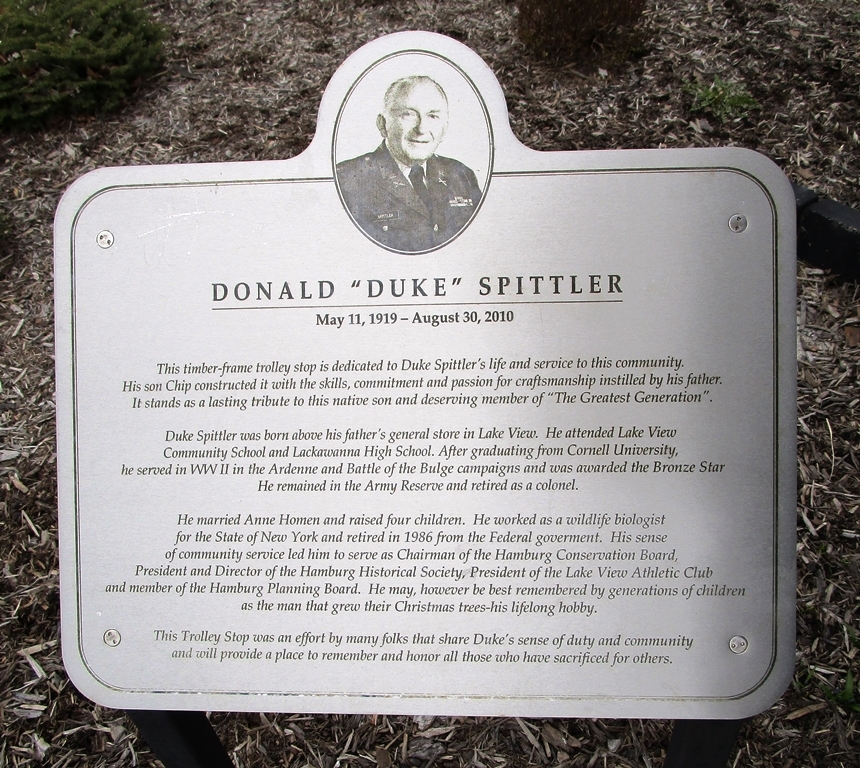 SPITTLER
DONALD "DUKE" SPITTLER
May 11, 1919 – August 30, 2010
This timber-frame trolley stop is dedicated to Duke Spittler's life and service to this community.
His son Chip constructed it with the skills, commitment and passion for craftsmanship instilled by his father.
It stands as a lasting tribute to this native son and deserving member of "The Greatest Generation".
Duke Spittler was born above his father's general store in Lake View. He attended Lake View
Community School and Lackawanna High School. After graduating from Cornell University,
he served in WW II in the Ardenne and Battle of the Bulge campaigns and was awarded the Bronze Star
He remained in the Army Reserve and retired as a colonel.
He married Anne Homen and raised four children. He worked as a wildlife biologist
for the State of New York and retired in 1986 from the Federal goverment. His sense
of community service led him to serve as Chairman of the Hamburg Conservation Board,
President and Director of the Hamburg Historical Society, President of the Lake View Athletic Club
and member of the Hamburg Planning Board. He may, however be best remembered by generations of children
as the man that grew their Christmas trees-his lifelong hobby.
This Trolley Stop was an effort by many folks that share Duke's sense of duty and community
and will provide a place to remember and honor all those who have sacrificed for others.